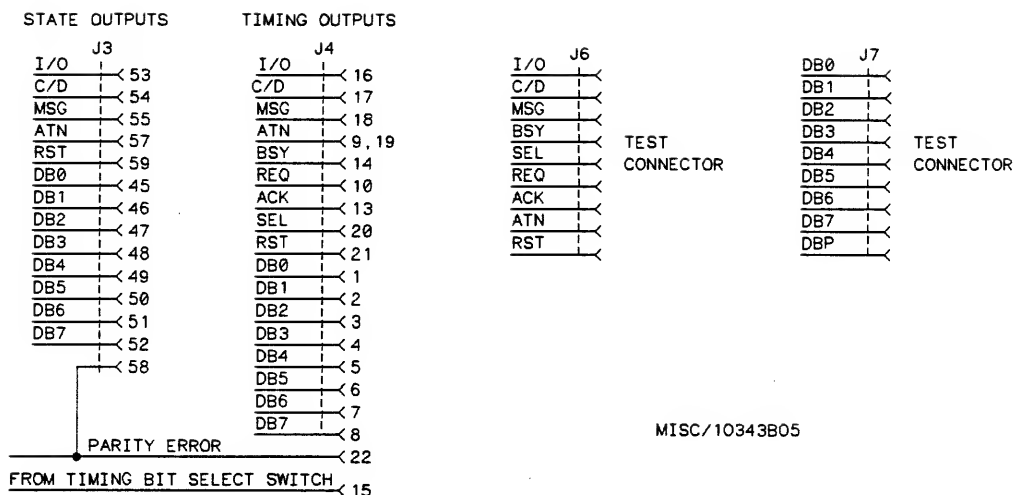 STATE OUTPUTS
J3
I/O 53
C/D 54
MSG 55
ATN 57
RST 59
DB0 45
DB1 46
DB2 47
DB3 48
DB4 49
DB5 50
DB6 51
DB7 52
58
TIMING OUTPUTS
J4
I/O 16
C/D 17
MSG 18
ATN 9,19
BSY 14
REQ 10
ACK 13
SEL 20
RST 21
DB0 1
DB1 2
DB2 3
DB3 4
DB4 5
DB5 6
DB6 7
DB7 8
PARITY ERROR 22
FROM TIMING BIT SELECT SWITCH 15
J6
I/O
C/D
MSG
BSY
SEL
REQ
ACK
ATN
RST
TEST
CONNECTOR
J7
DB0
DB1
DB2
DB3
DB4
DB5
DB6
DB7
DBP
TEST
CONNECTOR
MISC/10343B05